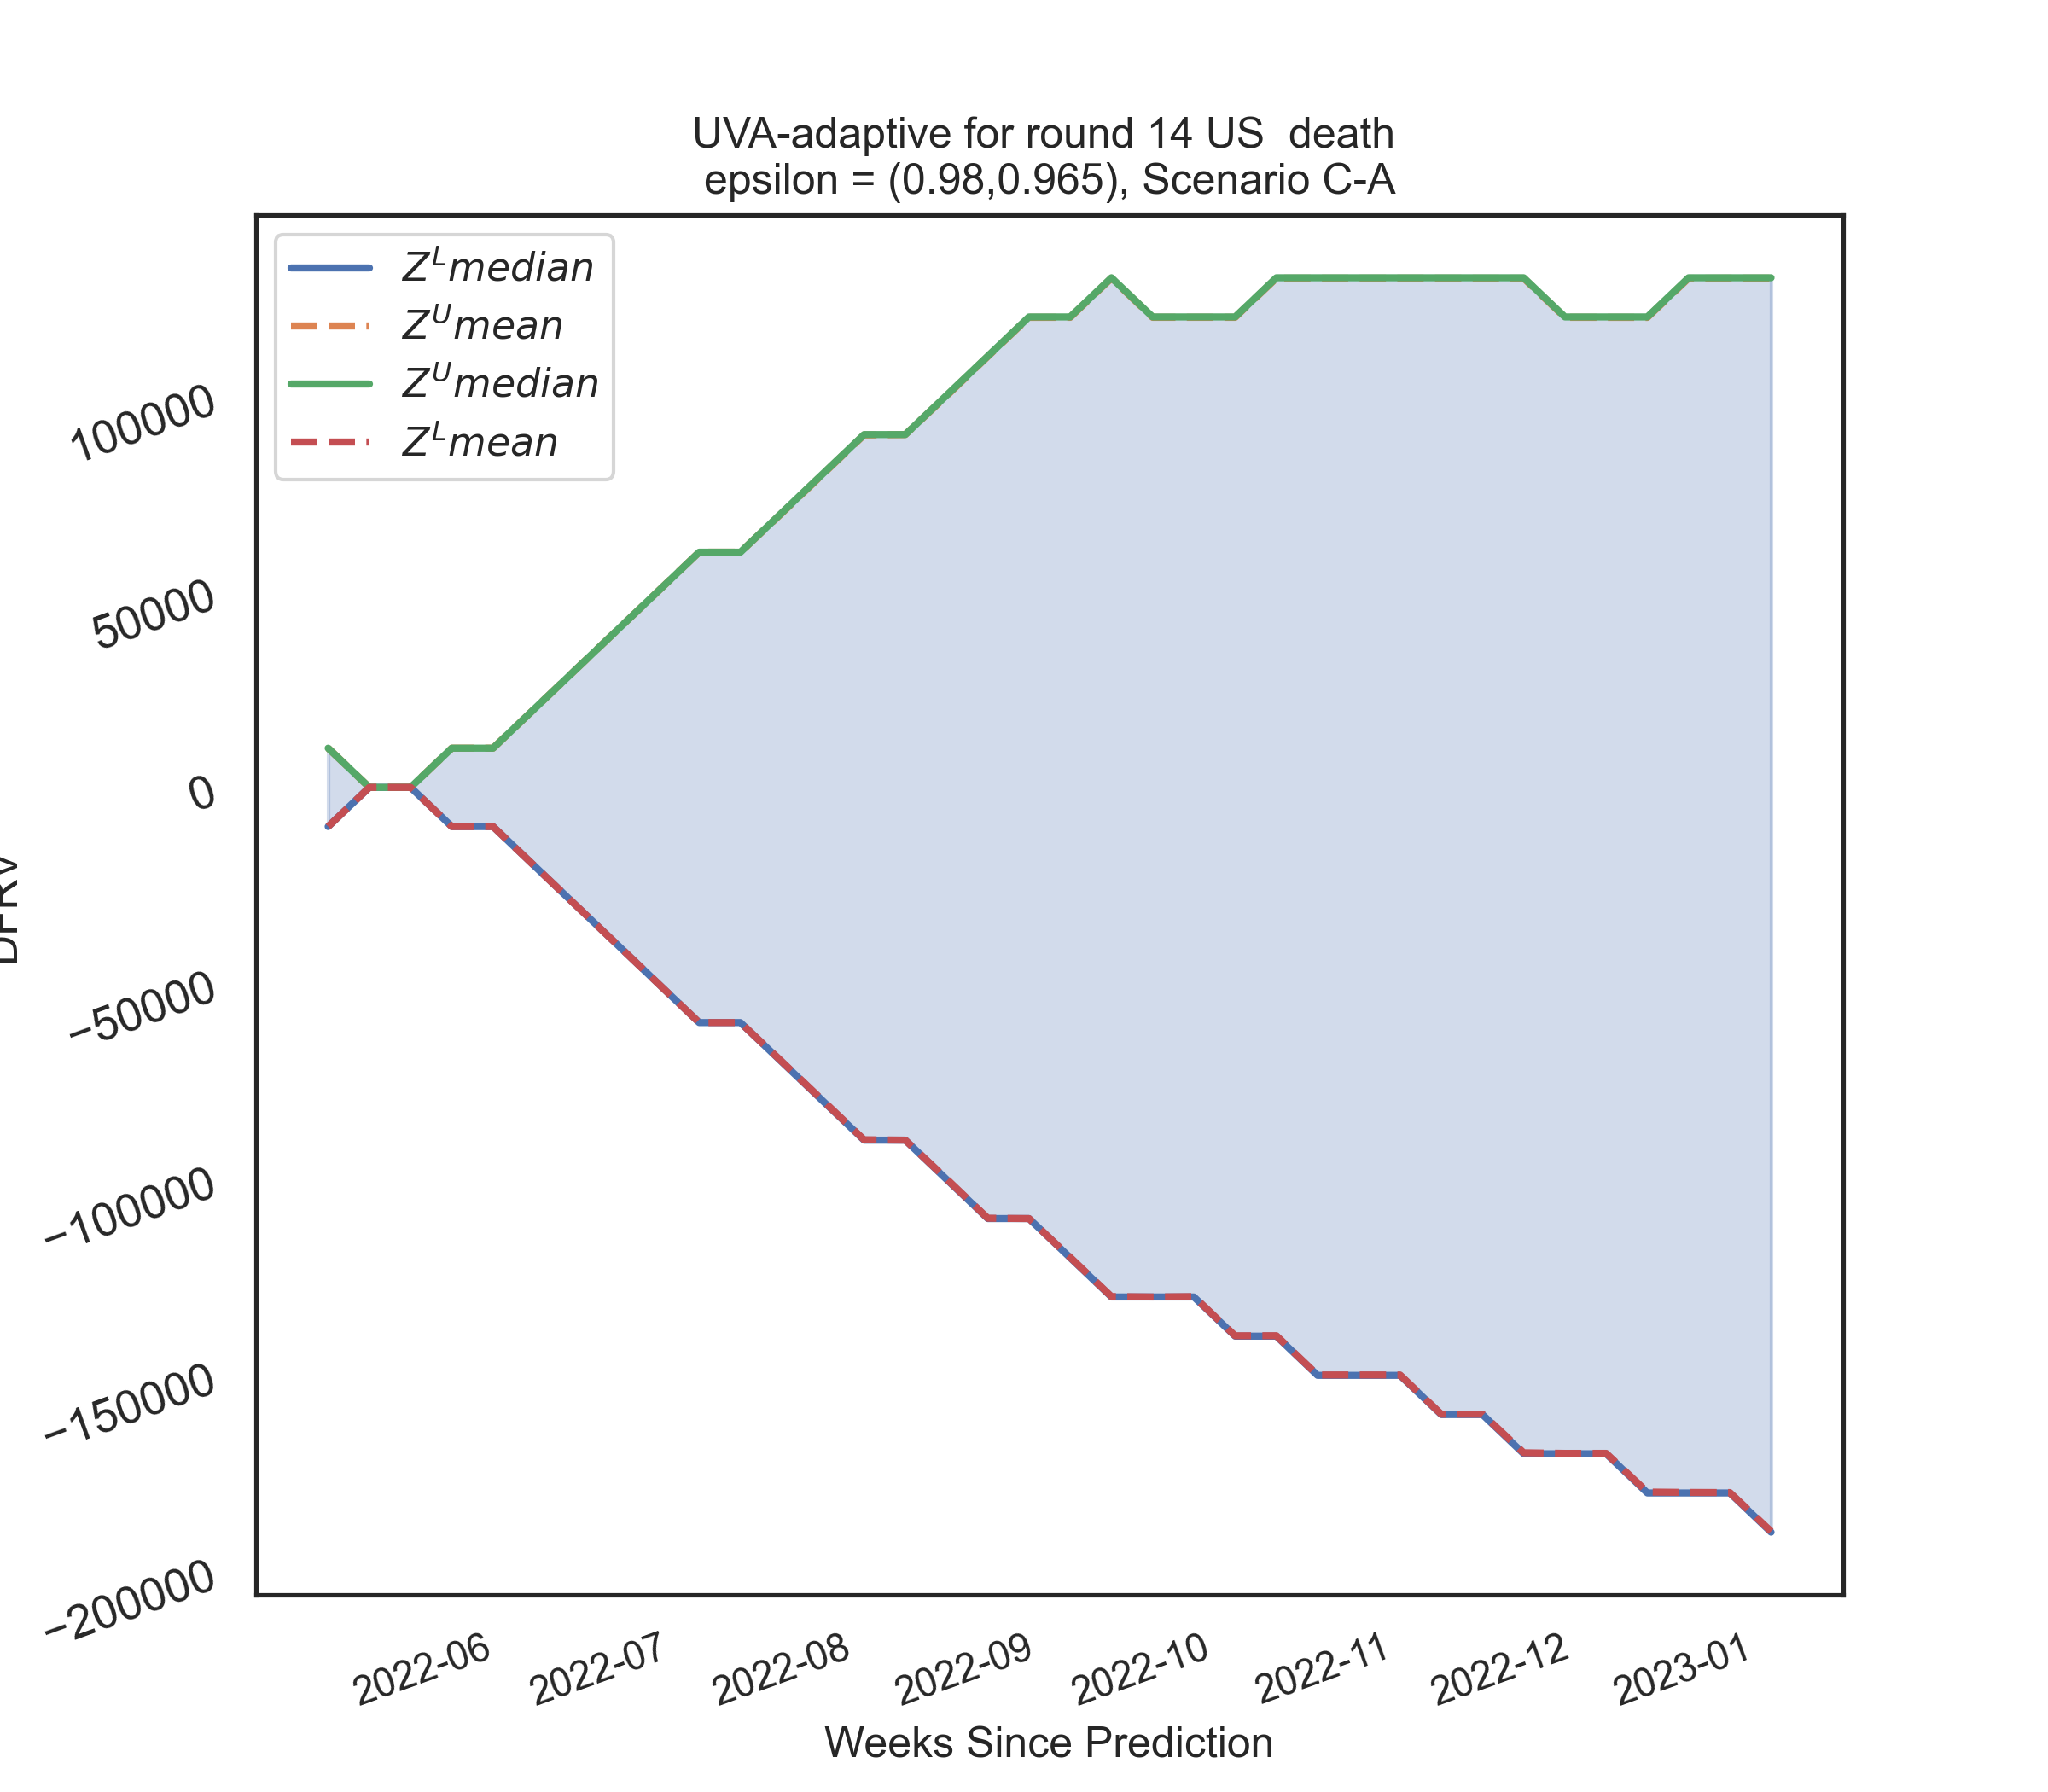 UVA-adaptive for round 14 US  death
epsilon = (0.98,0.965), Scenario C-A
Z^L median
Z^U mean
Z^U median
Z^L mean
100000
50000
0
−50000
−100000
−150000
−200000
2022-06
2022-07
2022-08
2022-09
2022-10
2022-11
2022-12
2023-01
Weeks Since Prediction